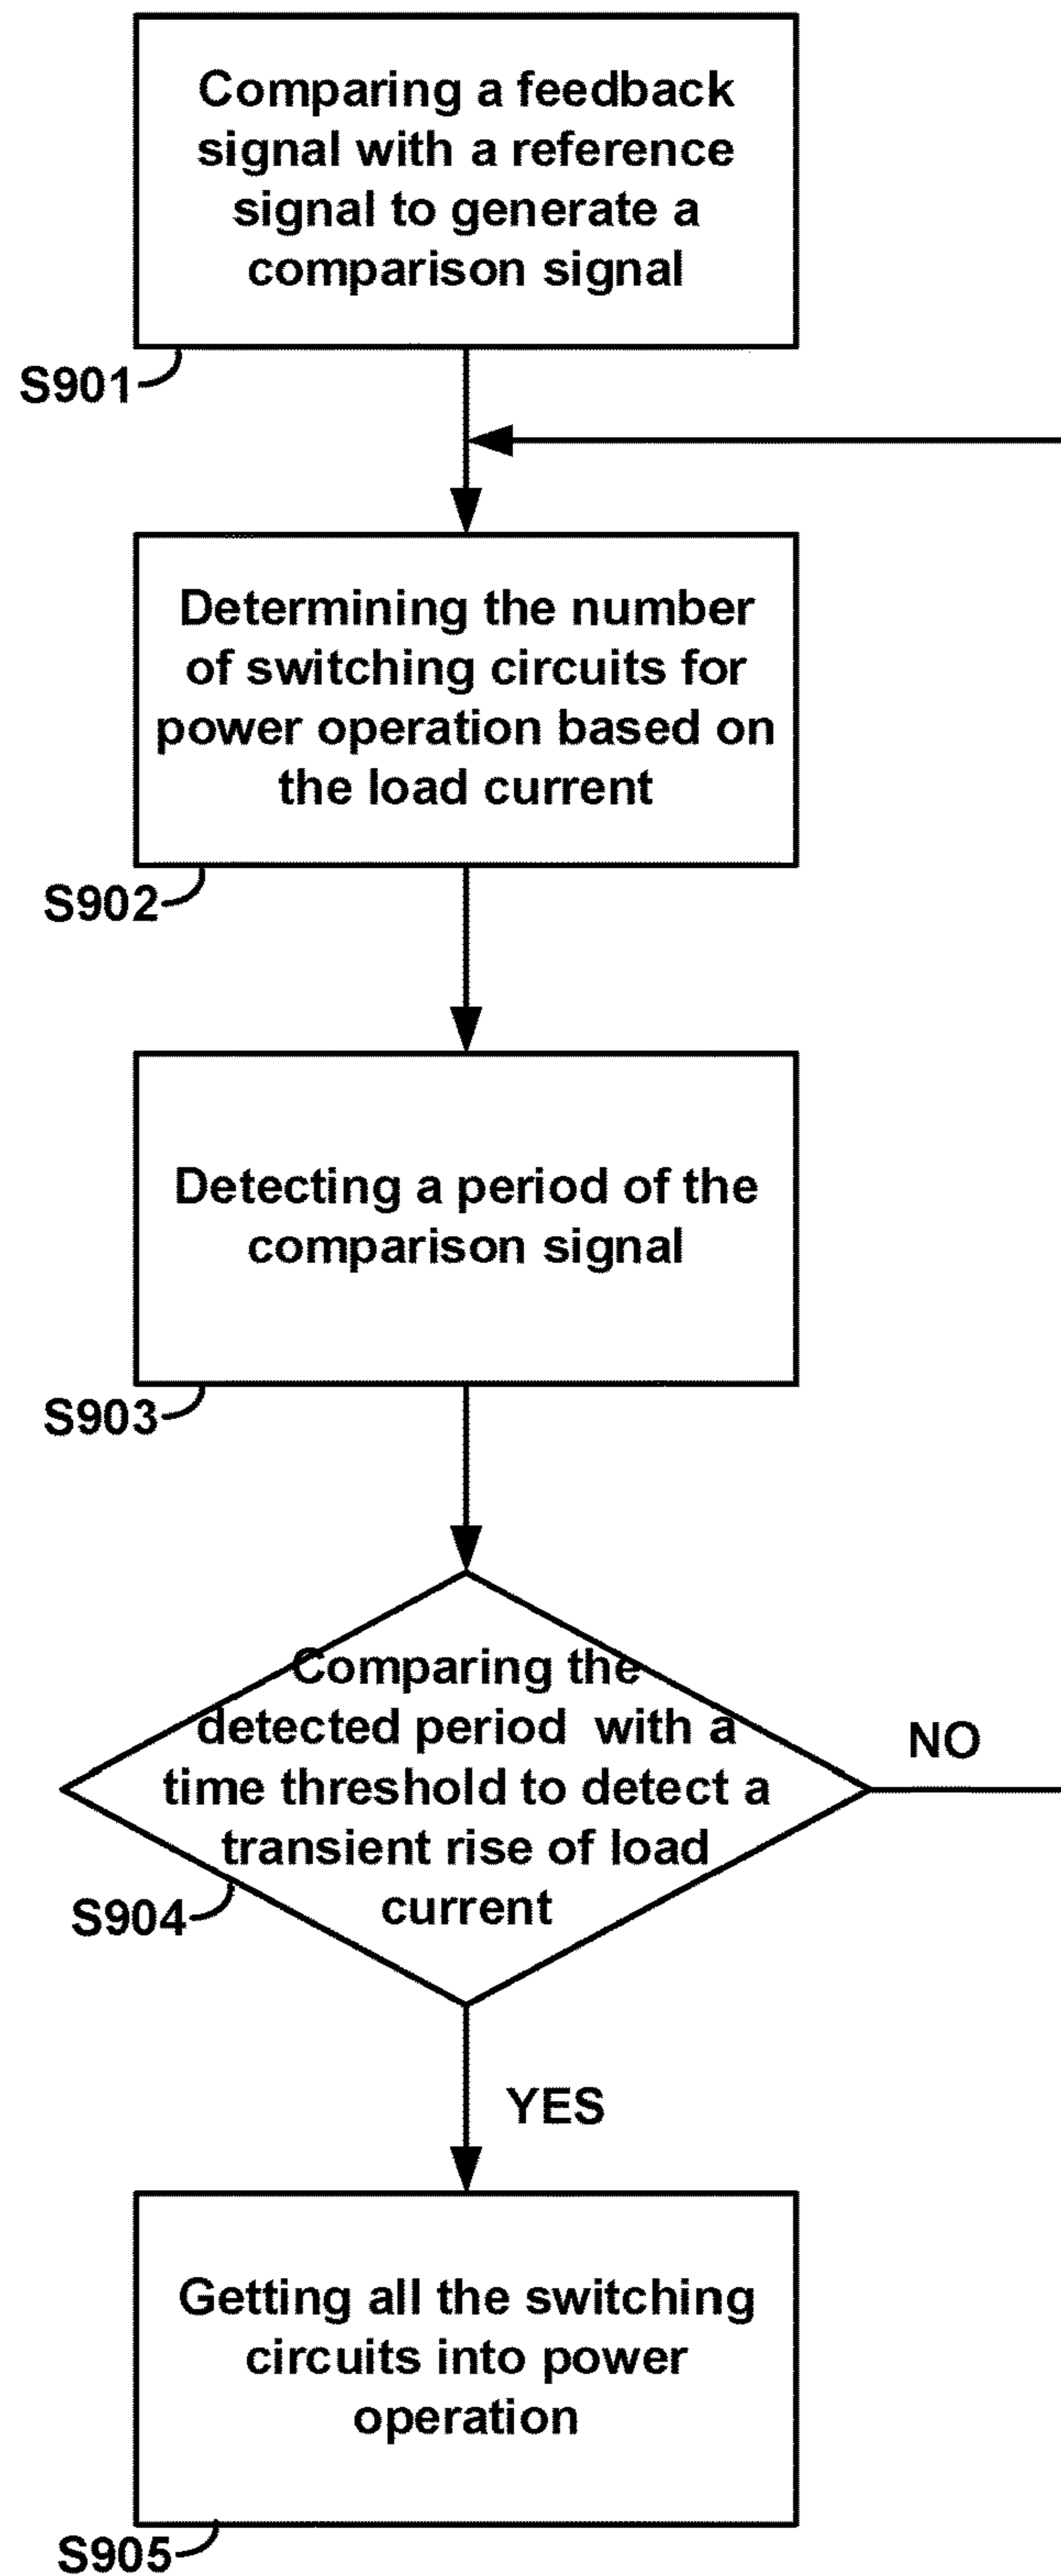 Comparing a feedback
signal with a reference
signal to generate a
comparison signal
S901
Determining the number
of switching circuits for
power operation based on
the load current
S902
Detecting a period of the
comparison signal
S903
Comparing the
detected period with a
time threshold to detect a
transient rise of load
current
NO
S904
YES
Getting all the switching
circuits into power
operation
S905